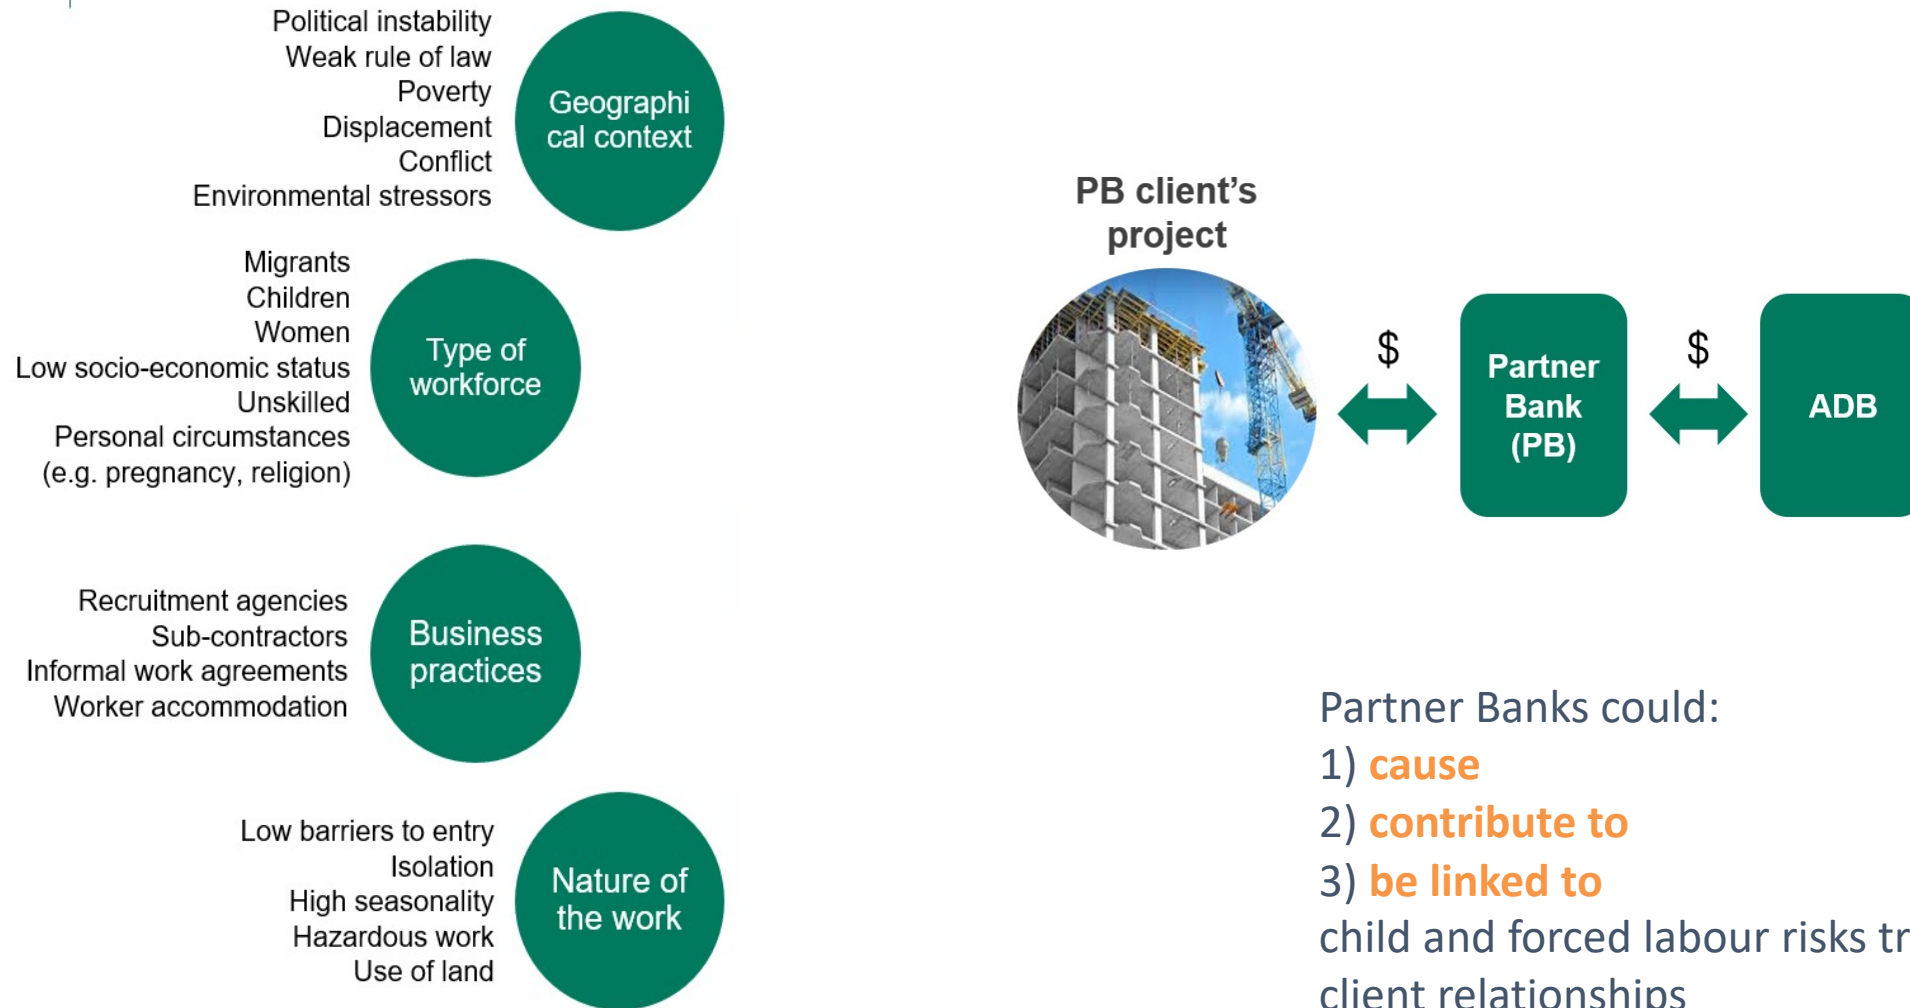 Political instability
Weak rule of law
Poverty
Displacement
Conflict
Environmental stressors
Geographi
cal context
Migrants
Children
Women
Low socio-economic status
Unskilled
Personal circumstances
(e.g. pregnancy, religion)
Type of
workforce
Recruitment agencies
Sub-contractors
Informal work agreements
Worker accommodation
Business
practices
Low barriers to entry
Isolation
High seasonality
Hazardous work
Use of land
Nature of
the work
PB client’s
project
$
Partner
Bank
(PB)
$
ADB
Partner Banks could:
1) cause
2) contribute to
3) be linked to
child and forced labour risks
client relationships